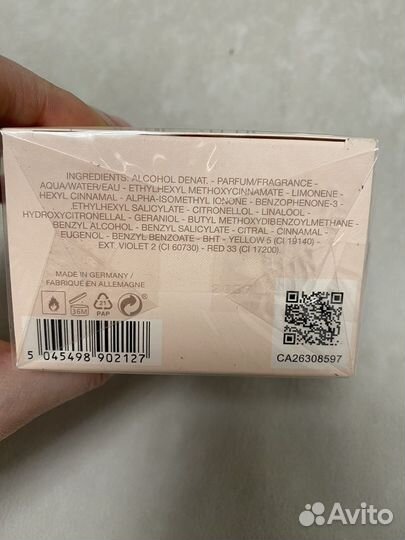 INGREDIENTS: ALCOHOL DENAT. - PARFUM/FRAGRANCE -
AQUA/WATER/EAU - ETHYLHEXYL METHOXYCINNAMATE - LIMONENE -
HEXYL CINNAMAL - ALPHA-ISOMETHYL IONONE - BENZOPHENONE-3
- ETHYLHEXYL SALICYLATE - CITRONELLOL - LINALOOL -
HYDROXYCITRONELLAL - GERANIOL - BUTYL METHOXYDIBENZOYLMETHANE -
BENZYL ALCOHOL - BENZYL SALICYLATE - CITRAL - CINNAMAL -
EUGENOL - BENZYL BENZOATE - BHT - YELLOW 5 (CI 19140) -
EXT. VIOLET 2 (CI 60730) - RED 33 (CI 17200).
MADE IN GERMANY /
FABRIQUÉ EN ALLEMAGNE
36M
21
PAP
5 045498 902127
CA26308597
Avito